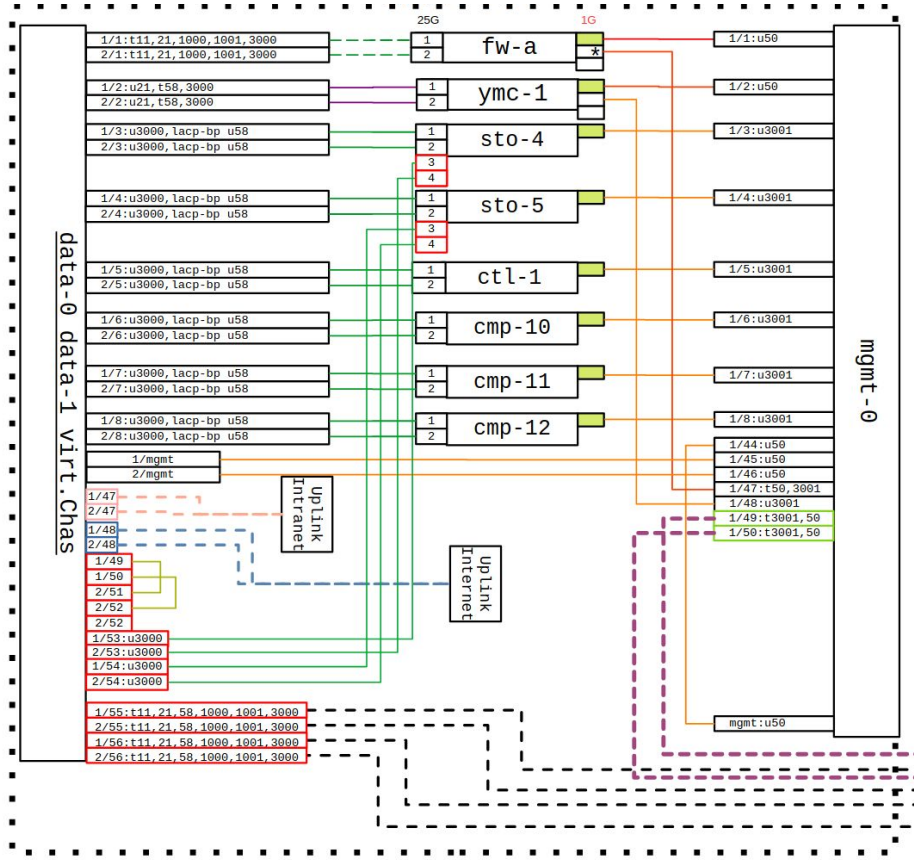 25G
1G
data-0 data-1 virt.Chas
1/1:t11,21,1000,1001,3000
2/1:t11,21,1000,1001,3000
1
2
fw-a
*
1/1:u50
1/2:u21,t58,3000
2/2:u21,t58,3000
1
2
ymc-1
1/2:u50
1/3:u3000,lacp-bp u58
2/3:u3000,lacp-bp u58
1
2
3
4
sto-4
1/3:u3001
1/4:u3000,lacp-bp u58
2/4:u3000,lacp-bp u58
1
2
3
4
sto-5
1/4:u3001
1/5:u3000,lacp-bp u58
2/5:u3000,lacp-bp u58
1
2
ctl-1
1/5:u3001
1/6:u3000,lacp-bp u58
2/6:u3000,lacp-bp u58
1
2
cmp-10
1/6:u3001
1/7:u3000,lacp-bp u58
2/7:u3000,lacp-bp u58
1
2
cmp-11
1/7:u3001
1/8:u3000,lacp-bp u58
2/8:u3000,lacp-bp u58
1
2
cmp-12
1/8:u3001
mgmt-0
1/mgmt
2/mgmt
1/44:u50
1/45:u50
1/46:u50
1/47:t50,3001
1/48:u3001
1/49:t3001,50
1/50:t3001,50
1/47
2/47
1/48
2/48
1/49
1/50
2/51
2/52
2/52
Uplink
Intranet
Uplink
Internet
1/53:u3000
2/53:u3000
1/54:u3000
2/54:u3000
1/55:t11,21,58,1000,1001,3000
2/55:t11,21,58,1000,1001,3000
1/56:t11,21,58,1000,1001,3000
2/56:t11,21,58,1000,1001,3000
mgmt:u50